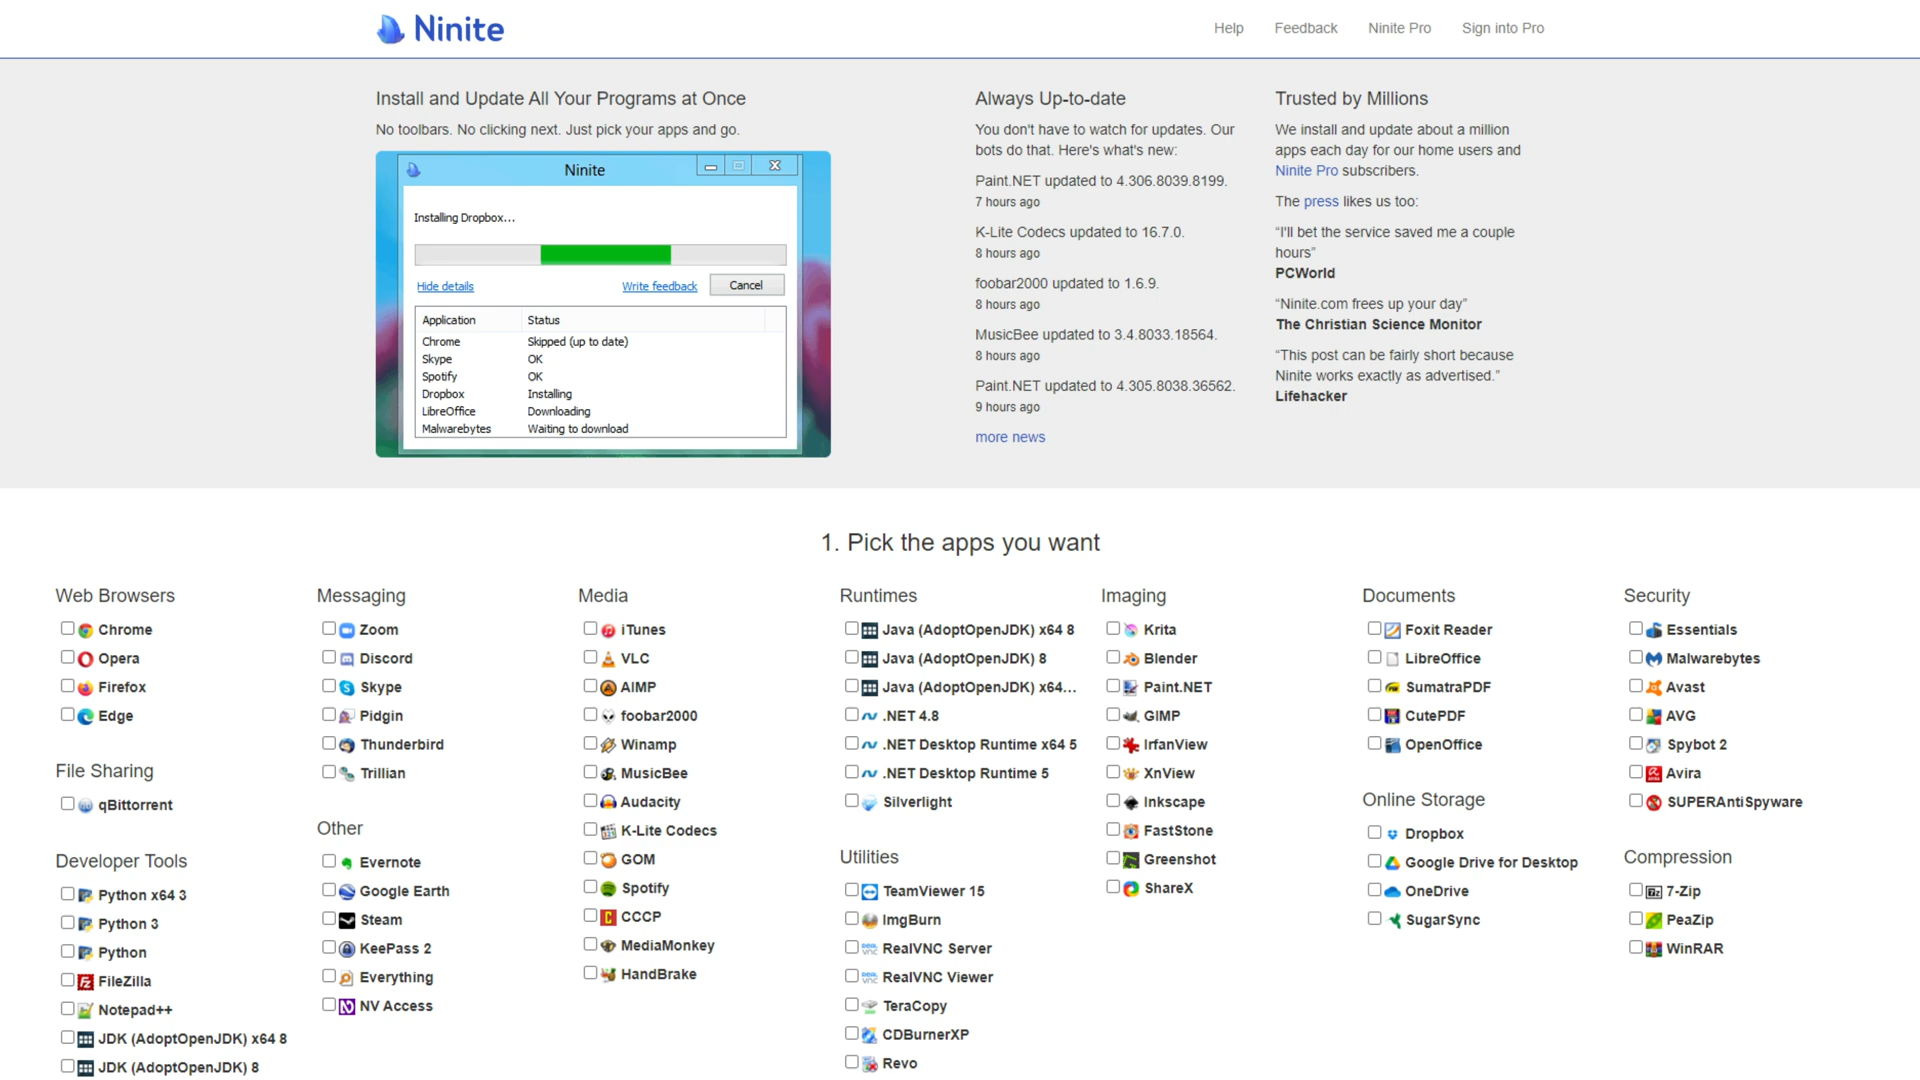 Ninite
Help
Feedback
Ninite Pro
Sign into Pro
Install and Update All Your Programs at Once
No toolbars. No clicking next. Just pick your apps and go.
Ninite
Installing Dropbox...
Hide details
Write feedback
Cancel
Application Status
Chrome Skipped (up to date)
Skype OK
Spotify OK
Dropbox Installing
LibreOffice Downloading
Malwarebytes Waiting to download
Always Up-to-date
You don't have to watch for updates. Our
bots do that. Here's what's new:
Paint.NET updated to 4.306.8039.8199.
7 hours ago
K-Lite Codecs updated to 16.7.0.
8 hours ago
foobar2000 updated to 1.6.9.
8 hours ago
MusicBee updated to 3.4.8033.18564.
8 hours ago
Paint.NET updated to 4.305.8038.36562.
9 hours ago
more news
Trusted by Millions
We install and update about a million
apps each day for our home users and
Ninite Pro subscribers.
The press likes us too:
“I'll bet the service saved me a couple
hours”
PCWorld
“Ninite.com frees up your day”
The Christian Science Monitor
“This post can be fairly short because
Ninite works exactly as advertised.”
Lifehacker
1. Pick the apps you want
Web Browsers
Chrome
Opera
Firefox
Edge
File Sharing
qBittorrent
Developer Tools
Python x64 3
Python 3
Python
FileZilla
Notepad++
JDK (AdoptOpenJDK) x64 8
JDK (AdoptOpenJDK) 8
Messaging
Zoom
Discord
Skype
Pidgin
Thunderbird
Trillian
Other
Evernote
Google Earth
Steam
KeePass 2
Everything
NV Access
Media
iTunes
VLC
AIMP
foobar2000
Winamp
MusicBee
Audacity
K-Lite Codecs
GOM
Spotify
CCCP
MediaMonkey
HandBrake
Runtimes
Java (AdoptOpenJDK) x64 8
Java (AdoptOpenJDK) 8
Java (AdoptOpenJDK) x64...
.NET 4.8
.NET Desktop Runtime x64 5
.NET Desktop Runtime 5
Silverlight
Utilities
TeamViewer 15
ImgBurn
RealVNC Server
RealVNC Viewer
TeraCopy
CDBurnerXP
Revo
Imaging
Krita
Blender
Paint.NET
GIMP
IrfanView
XnView
Inkscape
FastStone
Greenshot
ShareX
Documents
Foxit Reader
LibreOffice
SumatraPDF
CutePDF
OpenOffice
Online Storage
Dropbox
Google Drive for Desktop
OneDrive
SugarSync
Security
Essentials
Malwarebytes
Avast
AVG
Spybot 2
Avira
SUPERAntiSpyware
Compression
7-Zip
PeaZip
WinRAR